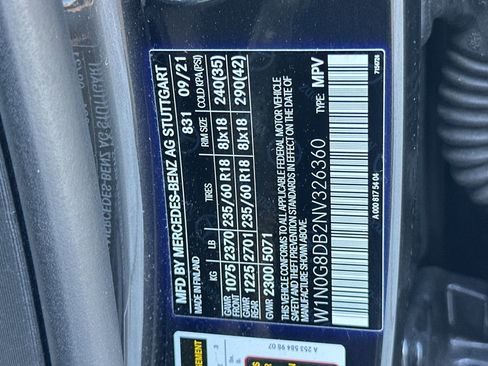 MFD BY MERCEDES-BENZ AG STUTTGART
MADE IN FINLAND 831 09/21
KG LB TIRES RIM SIZE COLD KPA(PSI)
GAWR FRONT 1075 2370 235/60 R18 8Jx18 240(35)
GAWR REAR 1225 2701 235/60 R18 8Jx18 290(42)
GVWR 2300 5071
THIS VEHICLE CONFORMS TO ALL APPLICABLE FEDERAL MOTOR VEHICLE
SAFETY AND THEFT PREVENTION STANDARDS IN EFFECT ON THE DATE OF
MANUFACTURE SHOWN ABOVE.
W1N0G8DB2NV326360 TYPE: MPV
A 000 817 54 04
A 253 584 98 07